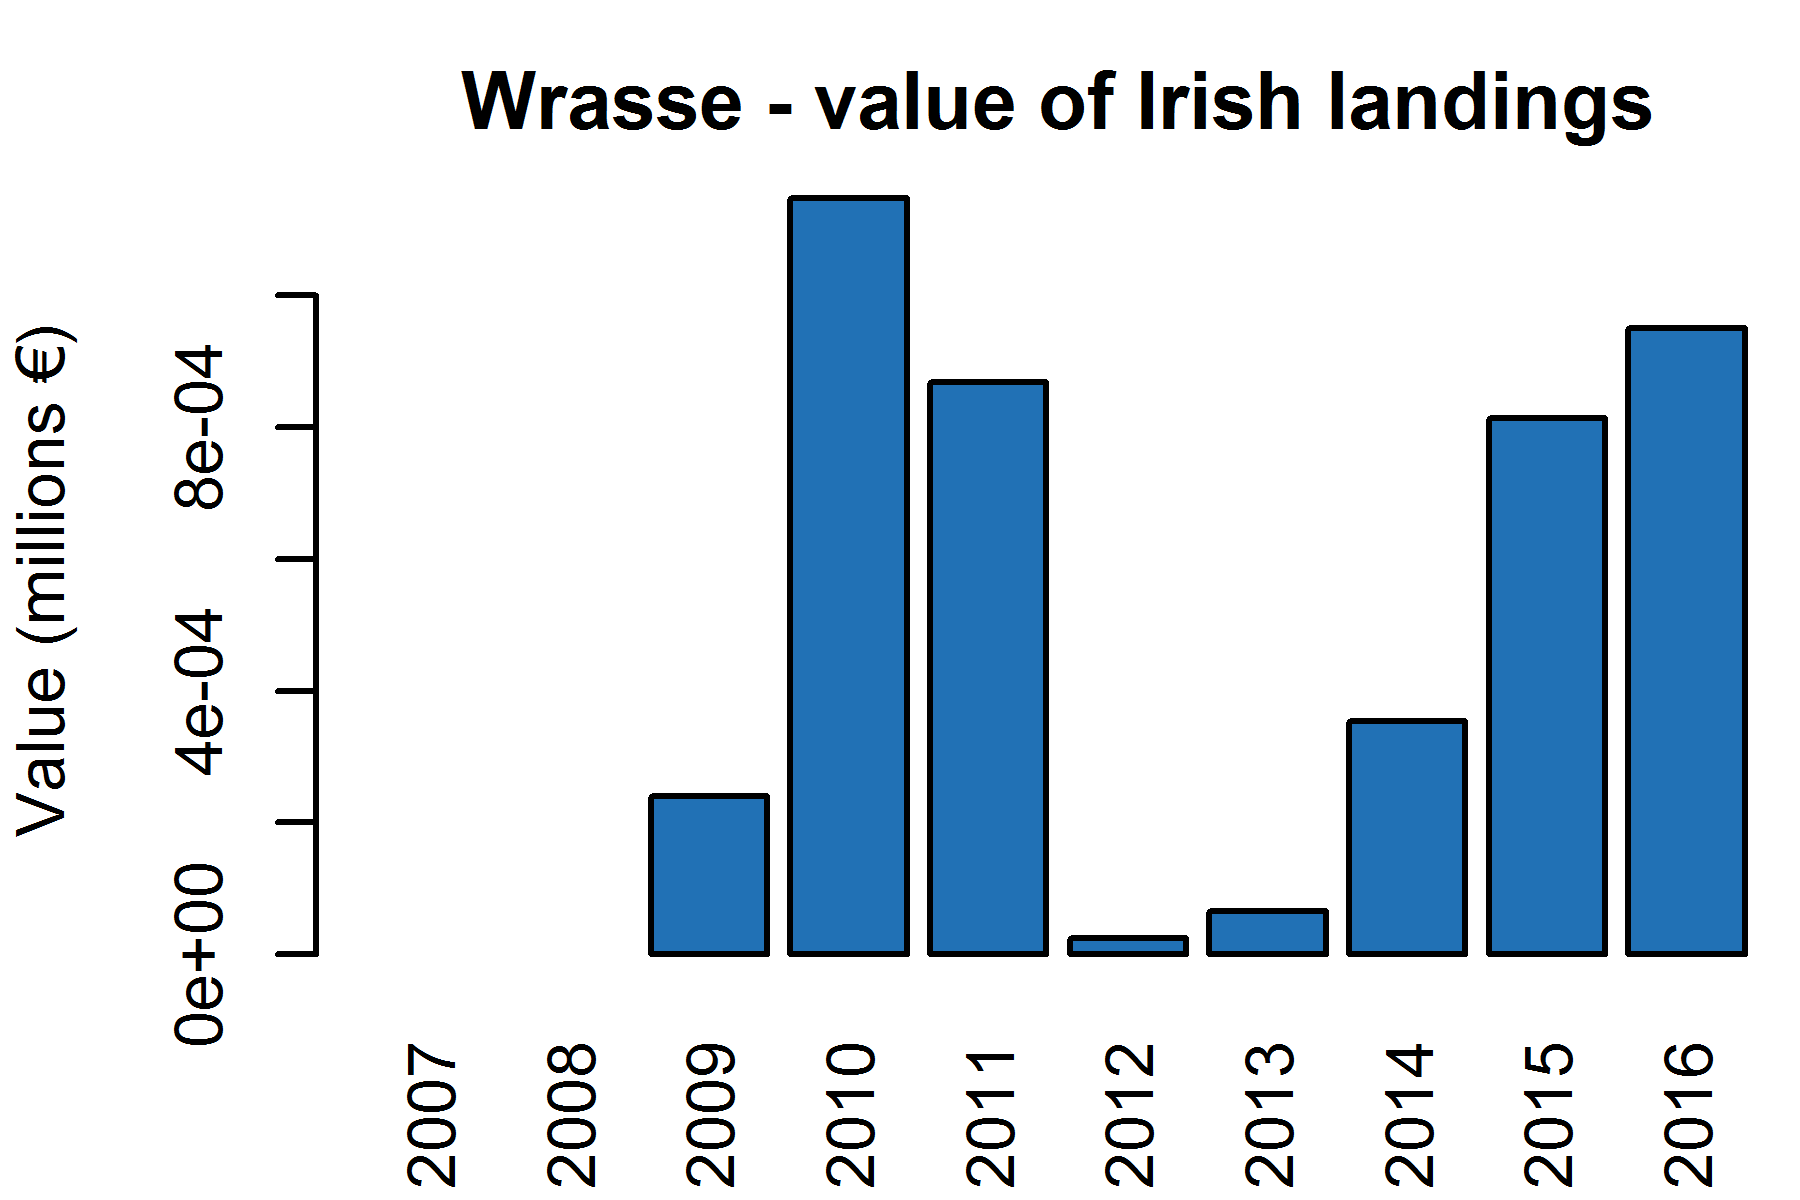 Wrasse - value of Irish landings
Value (millions €)
8e-04
4e-04
0e+00
2007
2008
2009
2010
2011
2012
2013
2014
2015
2016